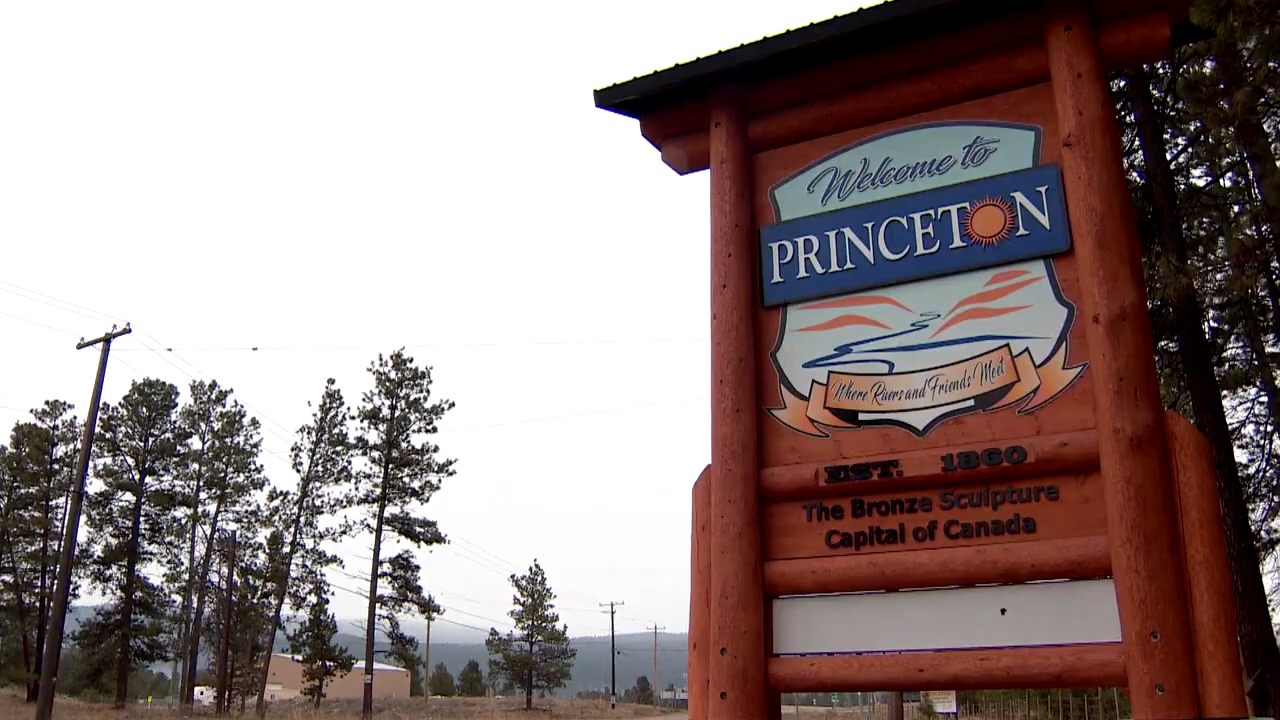 Welcome to
PRINCETON
Where Rivers and Friends Meet
EST. 1860
The Bronze Sculpture
Capital of Canada